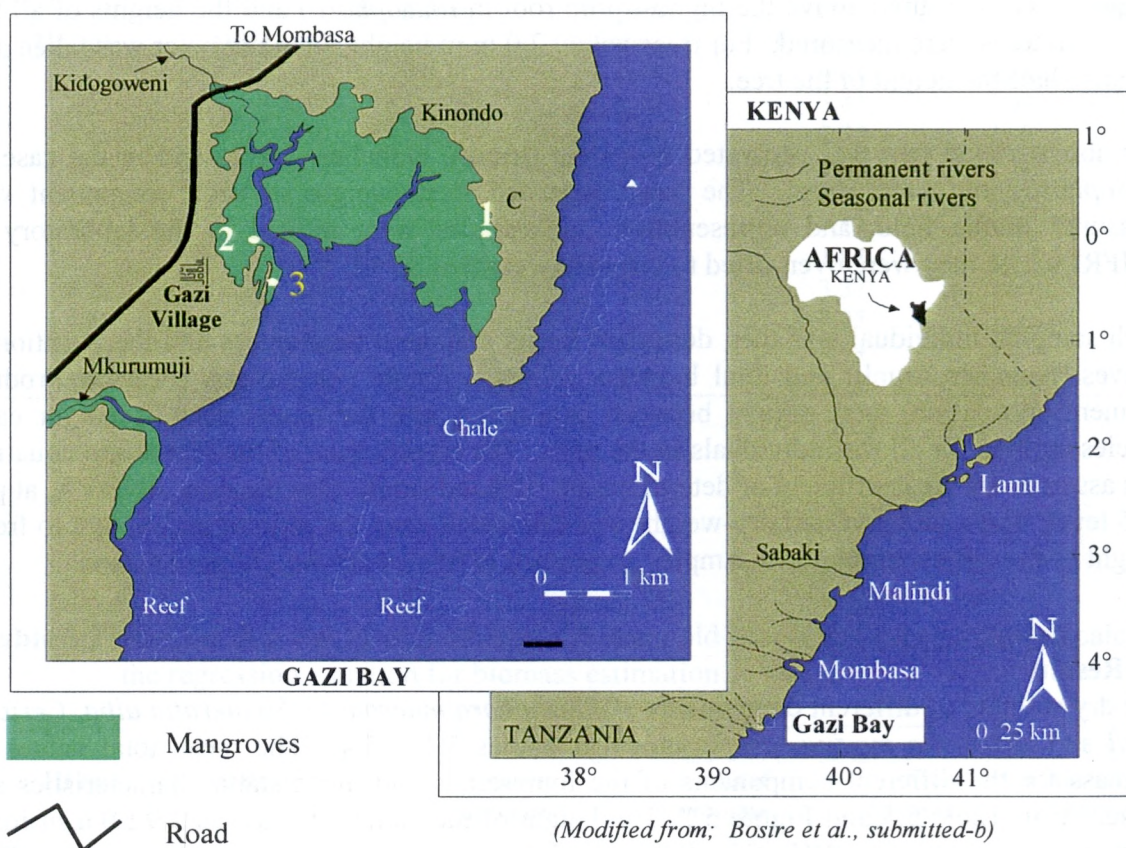 To Mombasa
Kidogoweni
Kinondo
1
C
2
3
Gazi
Village
Mkurumuji
Chale
N
0 1 km
Reef
Reef
GAZI BAY
Mangroves
Road
KENYA
Permanent rivers
Seasonal rivers
AFRICA
KENYA
1°
0°
1°
2°
3°
4°
Lamu
Sabaki
Malindi
Mombasa
N
Gazi Bay
0 25 km
TANZANIA
38° 39° 40° 41°
(Modified from; Bosire et al., submitted-b)